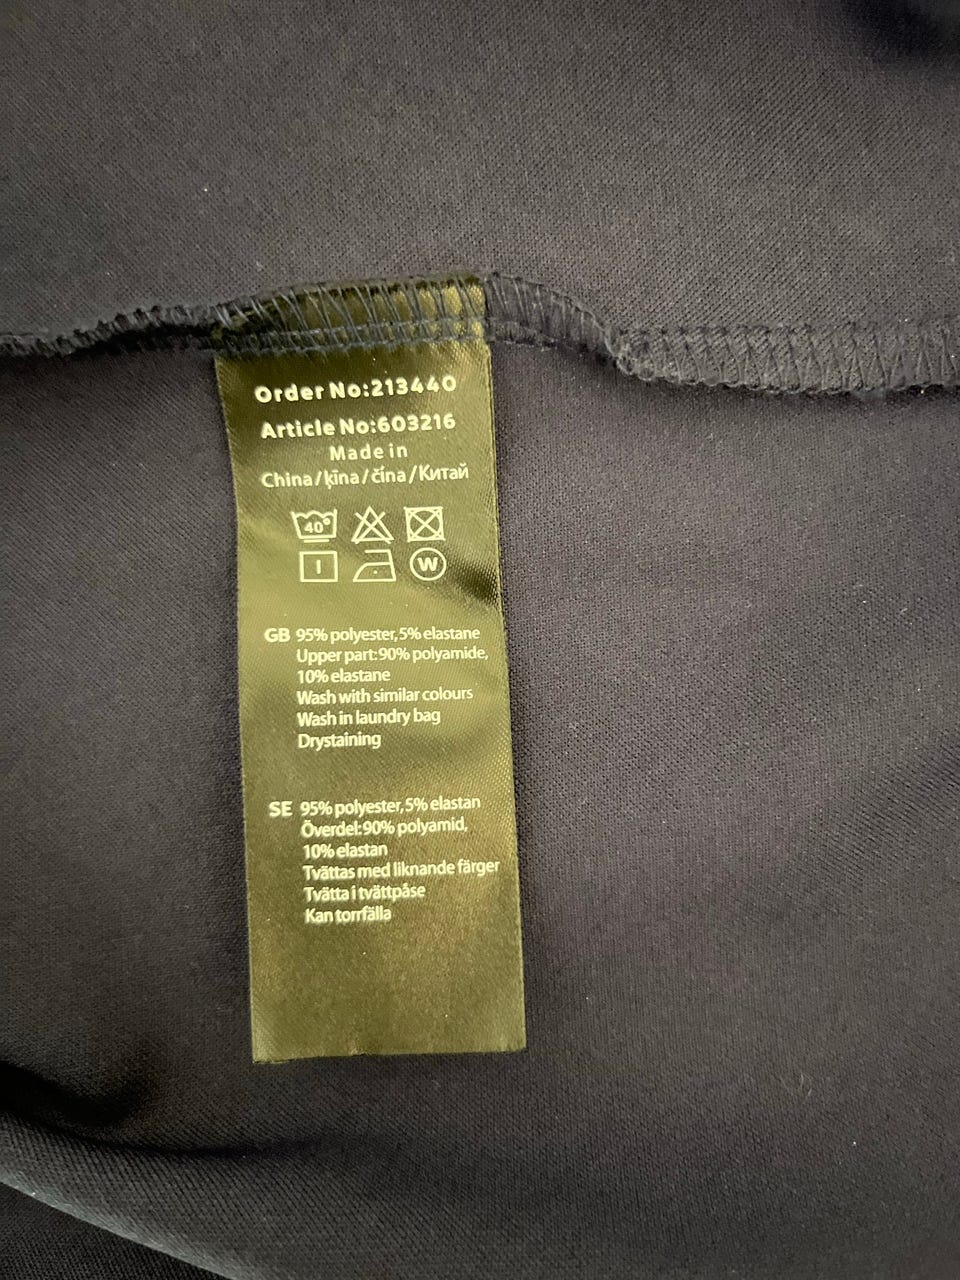 Order No:213440
Article No:603216
Made in
China/ķīna/čína/Китай
40°
W
GB 95% polyester, 5% elastane
Upper part: 90% polyamide,
10% elastane
Wash with similar colours
Wash in laundry bag
Drystaining
SE 95% polyester, 5% elastan
Överdel: 90% polyamid,
10% elastan
Tvättas med liknande färger
Tvätta i tvättpåse
Kan torrfälla